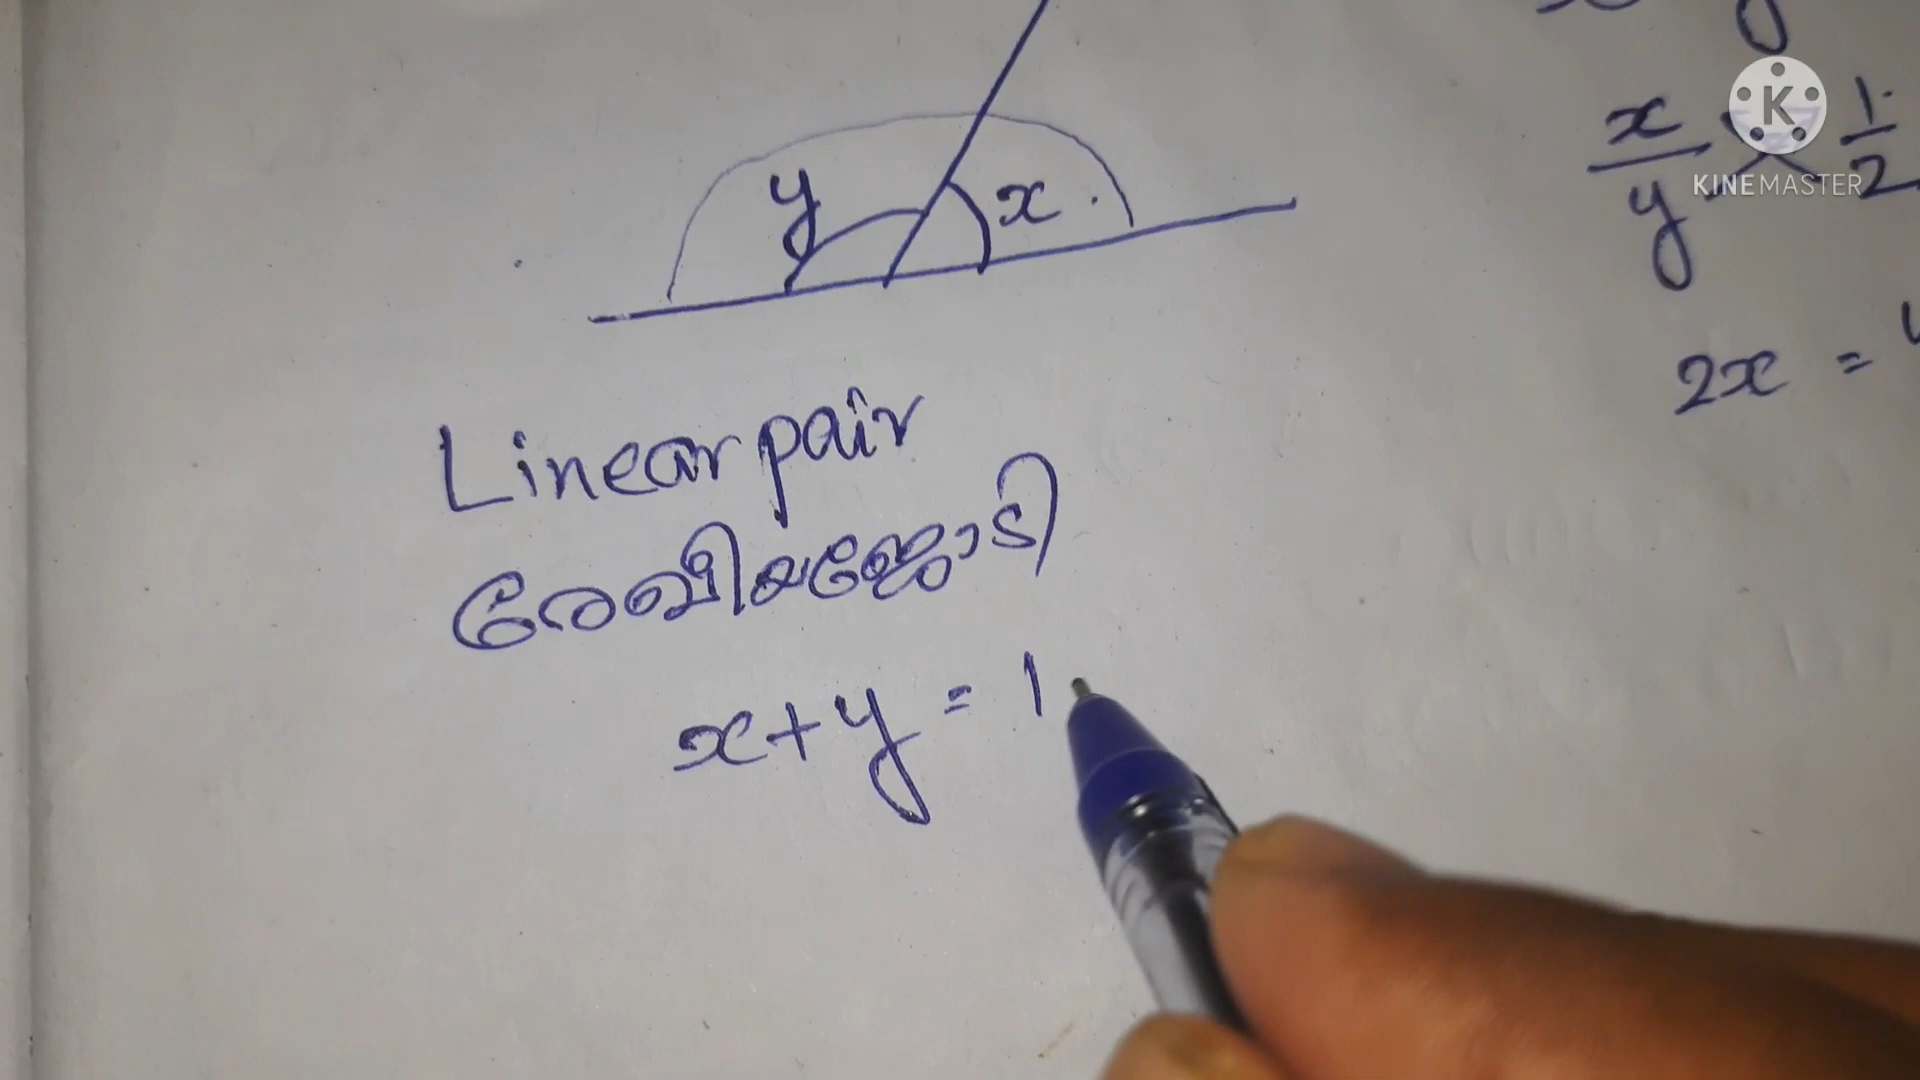 y x
Linear pair
രേഖീയജോടി
x + y = 1
x/y 1/2
2x =
KINEMASTER